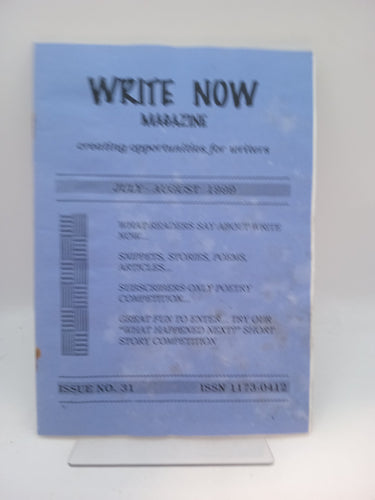 WRITE NOW
MAGAZINE
creating opportunities for writers
JULY - AUGUST 1999
WHAT READERS SAY ABOUT WRITE
NOW...
SNIPPETS, STORIES, POEMS,
ARTICLES...
SUBSCRIBERS ONLY POETRY
COMPETITION...
GREAT FUN TO ENTER... TRY OUR
"WHAT HAPPENED NEXT?" SHORT
STORY COMPETITION
ISSUE NO. 31
ISSN 1173-0412